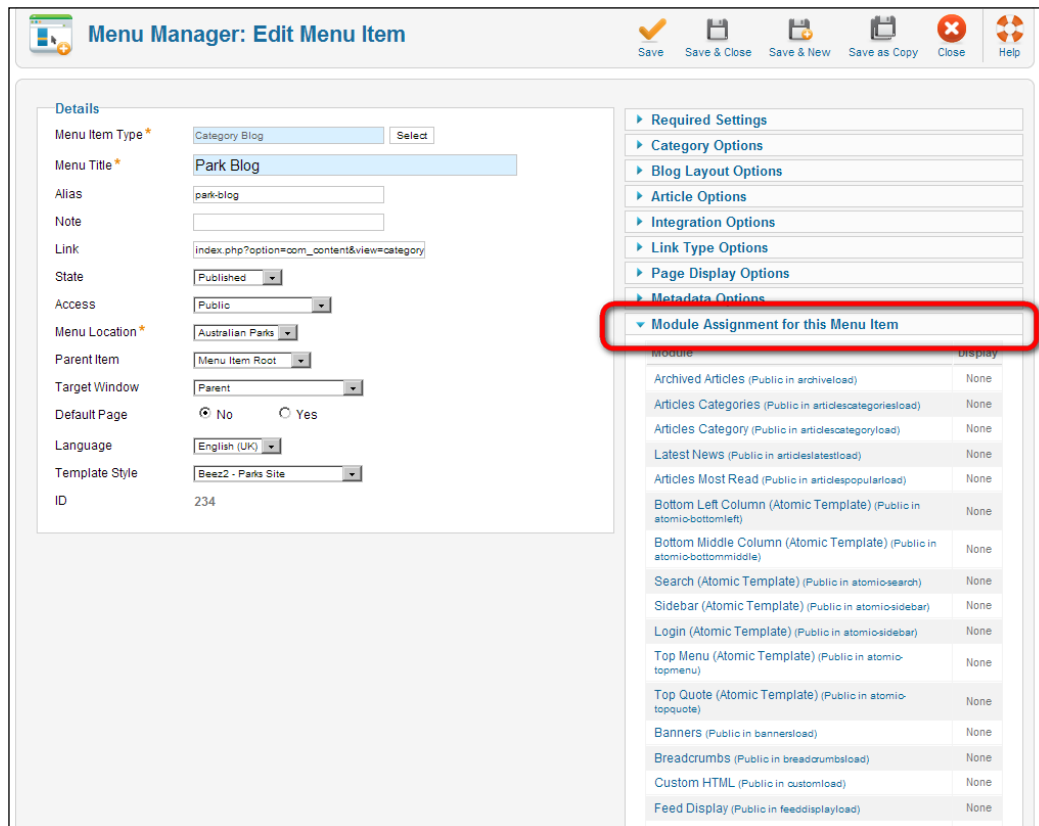 Menu Manager: Edit Menu Item
Save
Save & Close
Save & New
Save as Copy
Close
Help
Details
Menu Item Type *
Category Blog
Select
Menu Title *
Park Blog
Alias
park-blog
Note
Link
index.php?option=com_content&view=category
State
Published
Access
Public
Menu Location *
Australian Parks
Parent Item
Menu Item Root
Target Window
Parent
Default Page
No
Yes
Language
English (UK)
Template Style
Beez2 - Parks Site
ID
234
Required Settings
Category Options
Blog Layout Options
Article Options
Integration Options
Link Type Options
Page Display Options
Metadata Options
Module Assignment for this Menu Item
Module Display
Archived Articles (Public in archiveload) None
Articles Categories (Public in articlescategoriesload) None
Articles Category (Public in articlescategoryload) None
Latest News (Public in articleslatestload) None
Articles Most Read (Public in articlespopularload) None
Bottom Left Column (Atomic Template) (Public in
atomic-bottomleft) None
Bottom Middle Column (Atomic Template) (Public in
atomic-bottommiddle) None
Search (Atomic Template) (Public in atomic-search) None
Sidebar (Atomic Template) (Public in atomic-sidebar) None
Login (Atomic Template) (Public in atomic-sidebar) None
Top Menu (Atomic Template) (Public in atomic-
topmenu) None
Top Quote (Atomic Template) (Public in atomic-
topquote) None
Banners (Public in bannersload) None
Breadcrumbs (Public in breadcrumbsload) None
Custom HTML (Public in customload) None
Feed Display (Public in feeddisplayload) None